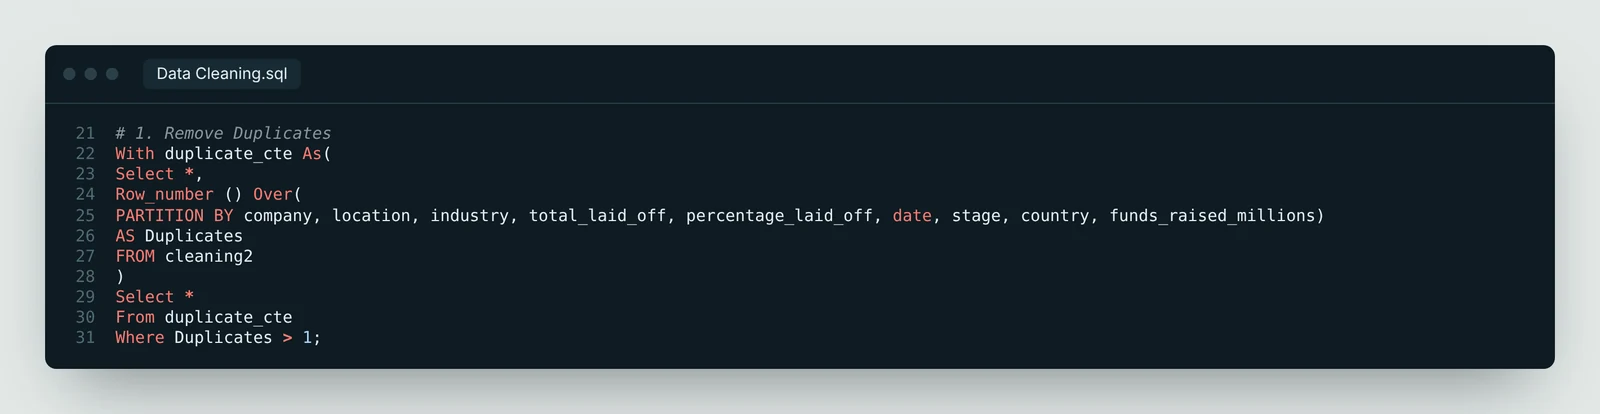 Data Cleaning.sql
21 # 1. Remove Duplicates
22 With duplicate_cte As(
23 Select *,
24 Row_number () Over(
25 PARTITION BY company, location, industry, total_laid_off, percentage_laid_off, date, stage, country, funds_raised_millions)
26 AS Duplicates
27 FROM cleaning2
28 )
29 Select *
30 From duplicate_cte
31 Where Duplicates > 1;